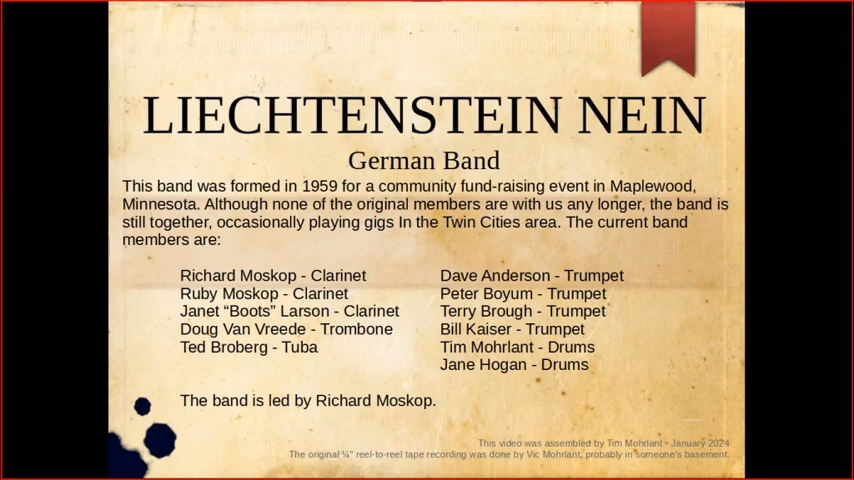 LIECHTENSTEIN NEIN
German Band
This band was formed in 1959 for a community fund-raising event in Maplewood,
Minnesota. Although none of the original members are with us any longer, the band is
still together, occasionally playing gigs In the Twin Cities area. The current band
members are:
Richard Moskop - Clarinet
Ruby Moskop - Clarinet
Janet “Boots” Larson - Clarinet
Doug Van Vreede - Trombone
Ted Broberg - Tuba
Dave Anderson - Trumpet
Peter Boyum - Trumpet
Terry Brough - Trumpet
Bill Kaiser - Trumpet
Tim Mohrlant - Drums
Jane Hogan - Drums
The band is led by Richard Moskop.
This video was assembled by Tim Mohrlant • January 2024
The original ¼” reel-to-reel tape recording was done by Vic Mohrlant, probably in someone's basement.